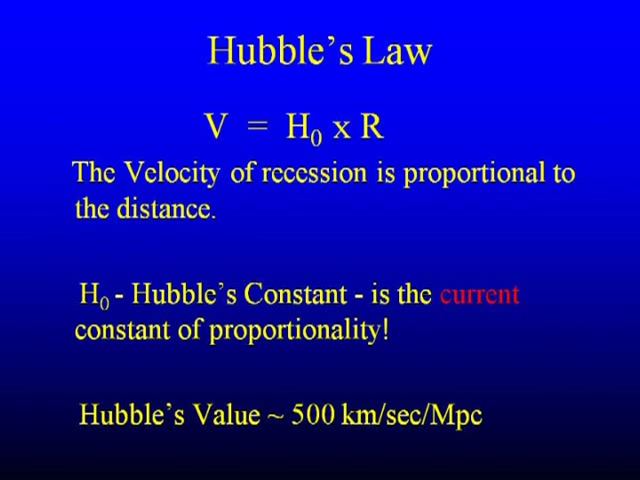 Hubble’s Law
V = H₀ x R
The Velocity of recession is proportional to
the distance.
H₀ - Hubble’s Constant - is the current
constant of proportionality!
Hubble’s Value ~ 500 km/sec/Mpc